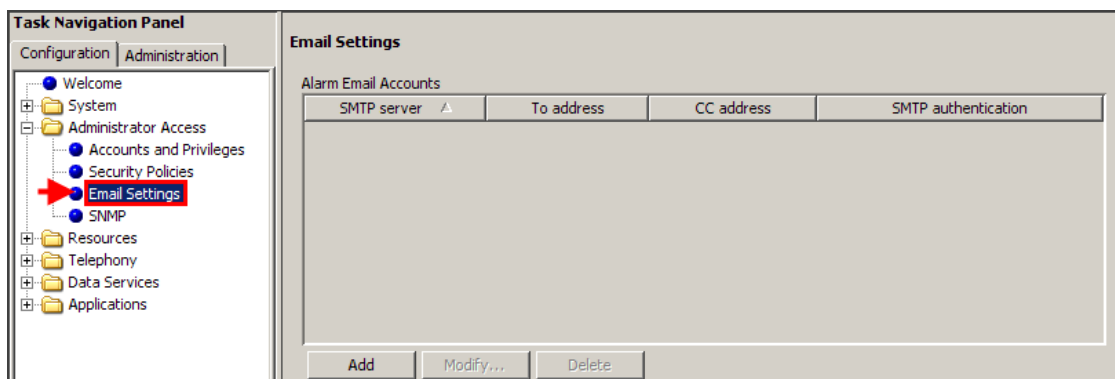 Task Navigation Panel
Configuration Administration
Welcome
System
Administrator Access
Accounts and Privileges
Security Policies
Email Settings
SNMP
Resources
Telephony
Data Services
Applications
Email Settings
Alarm Email Accounts
SMTP server To address CC address SMTP authentication
Add Modify... Delete